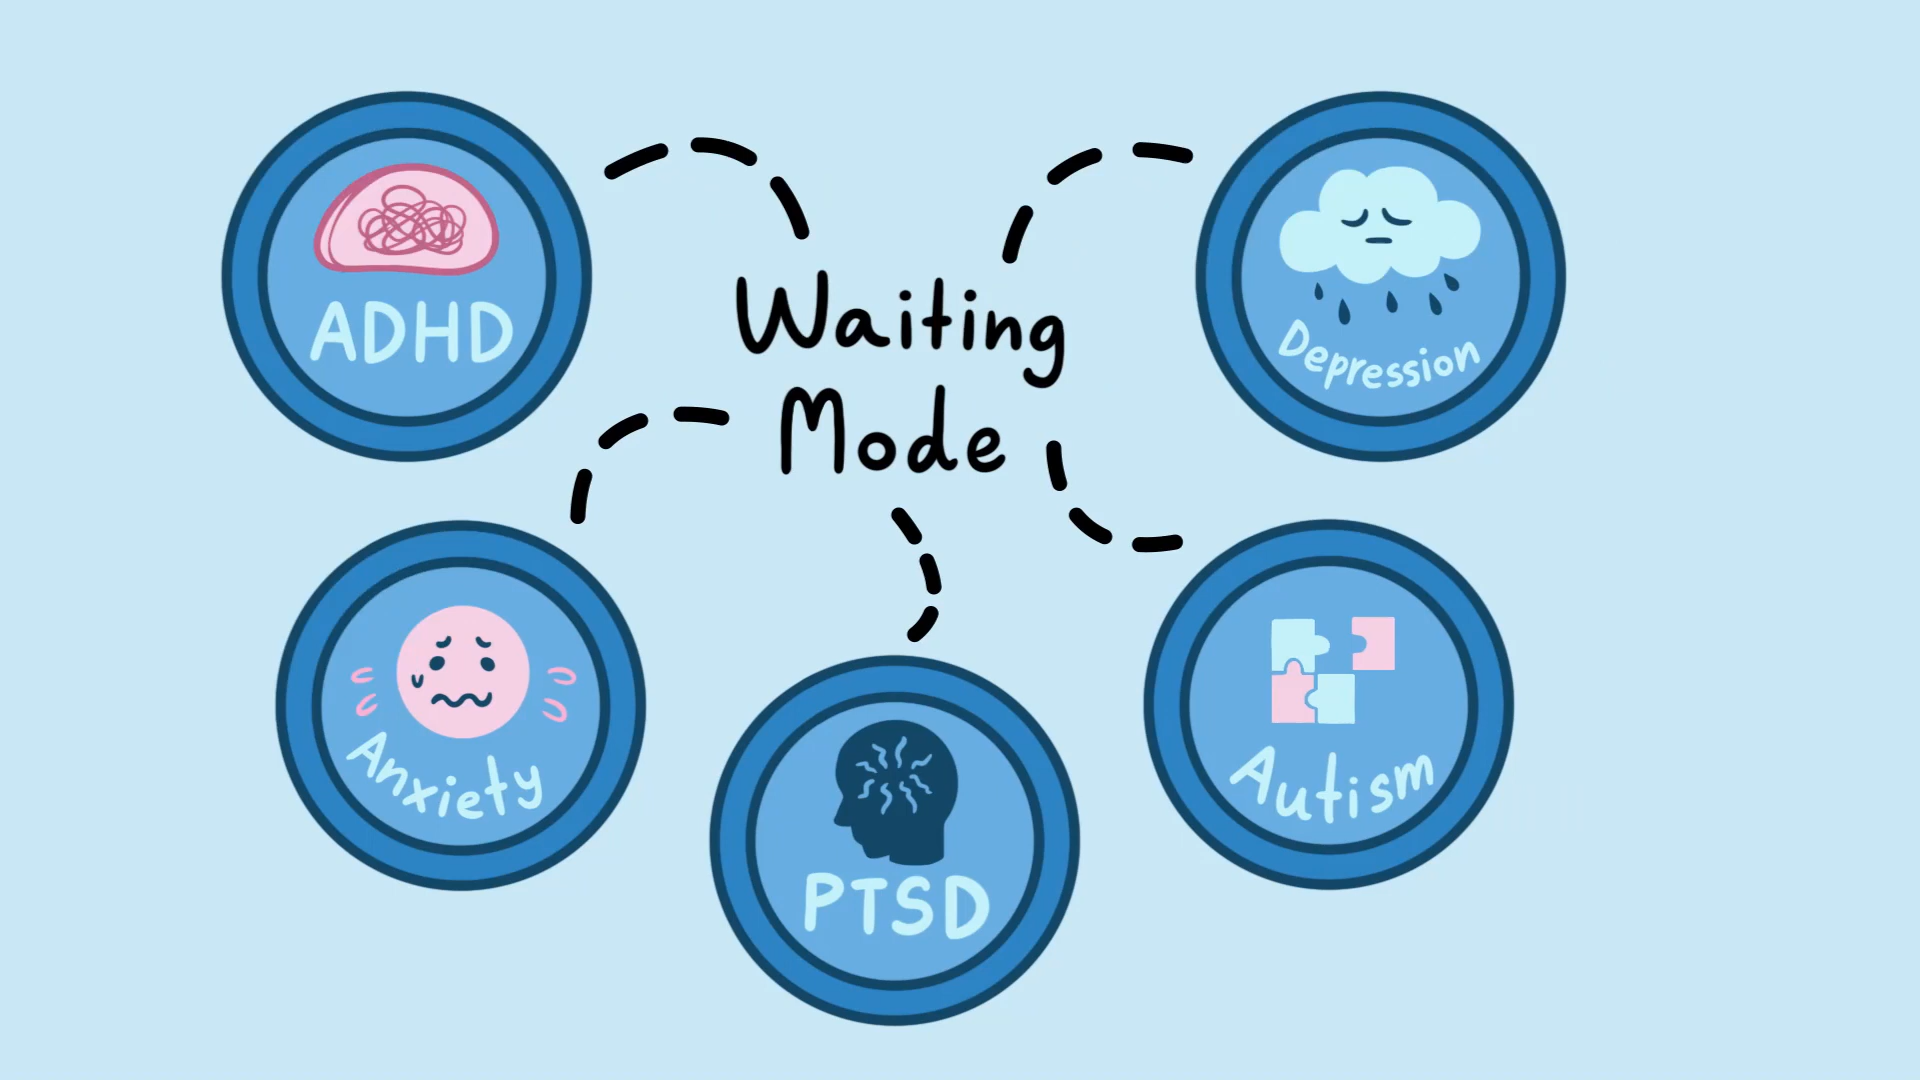 ADHD
Waiting
Mode
Depression
Anxiety
PTSD
Autism